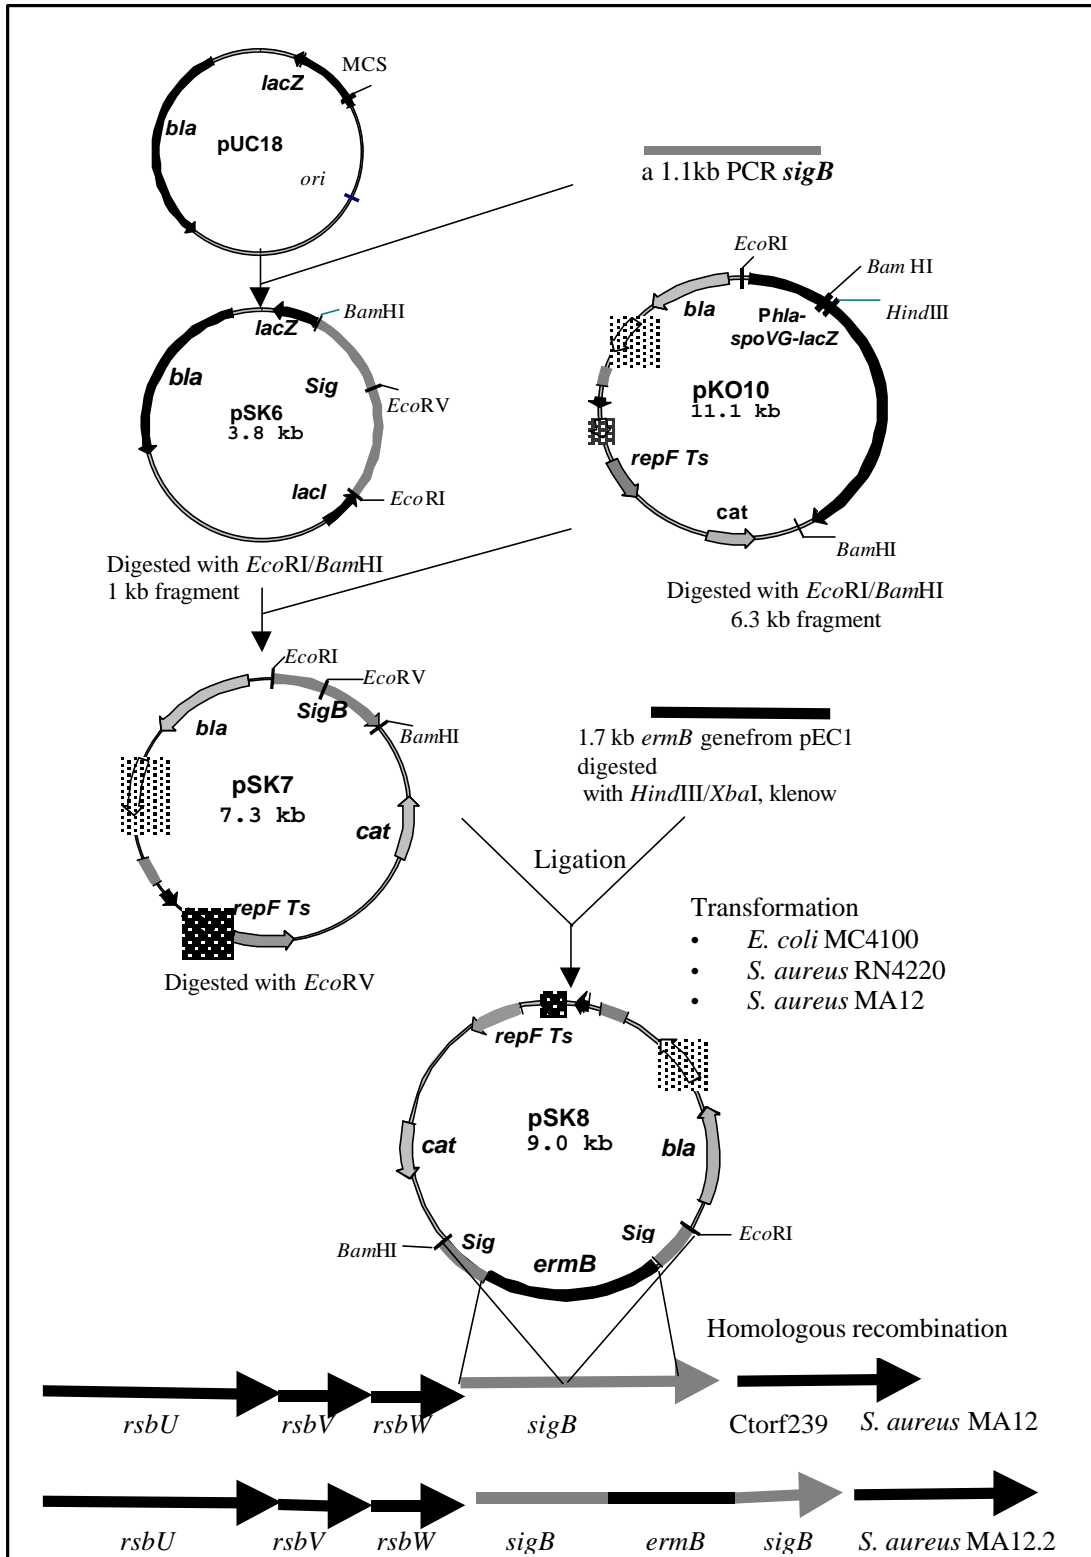 MCS
lacZ
bla
pUC18
ori
a 1.1kb PCR sigB
EcoRI
Bam HI
HindIII
bla
Phla-
spoVG-lacZ
pKO10
11.1 kb
repF Ts
cat
BamHI
Digested with EcoRI/BamHI
6.3 kb fragment
BamHI
lacZ
bla
Sig
EcoRV
pSK6
3.8 kb
lacI
EcoRI
Digested with EcoRI/BamHI
1 kb fragment
EcoRI
EcoRV
SigB
bla
BamHI
pSK7
7.3 kb
cat
repF Ts
Digested with EcoRV
1.7 kb ermB genefrom pEC1
digested
with HindIII/XbaI, klenow
Ligation
Transformation
• E. coli MC4100
• S. aureus RN4220
• S. aureus MA12
repF Ts
pSK8
9.0 kb
cat
bla
BamHI
Sig
ermB
Sig
EcoRI
Homologous recombination
rsbU rsbV rsbW sigB Ctorf239 S. aureus MA12
rsbU rsbV rsbW sigB ermB sigB S. aureus MA12.2